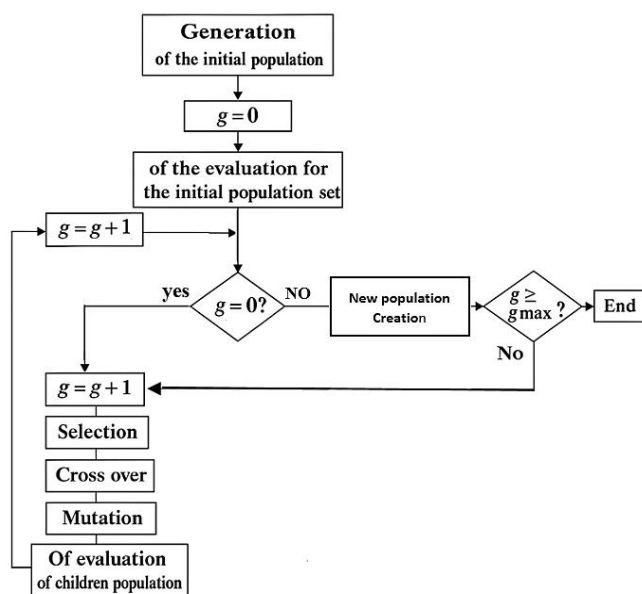 Generation
of the initial population
g = 0
of the evaluation for
the initial population set
g = g + 1
yes
g = 0?
NO
New population
Creation
g ≥
g max ?
End
No
g = g + 1
Selection
Cross over
Mutation
Of evaluation
of children population